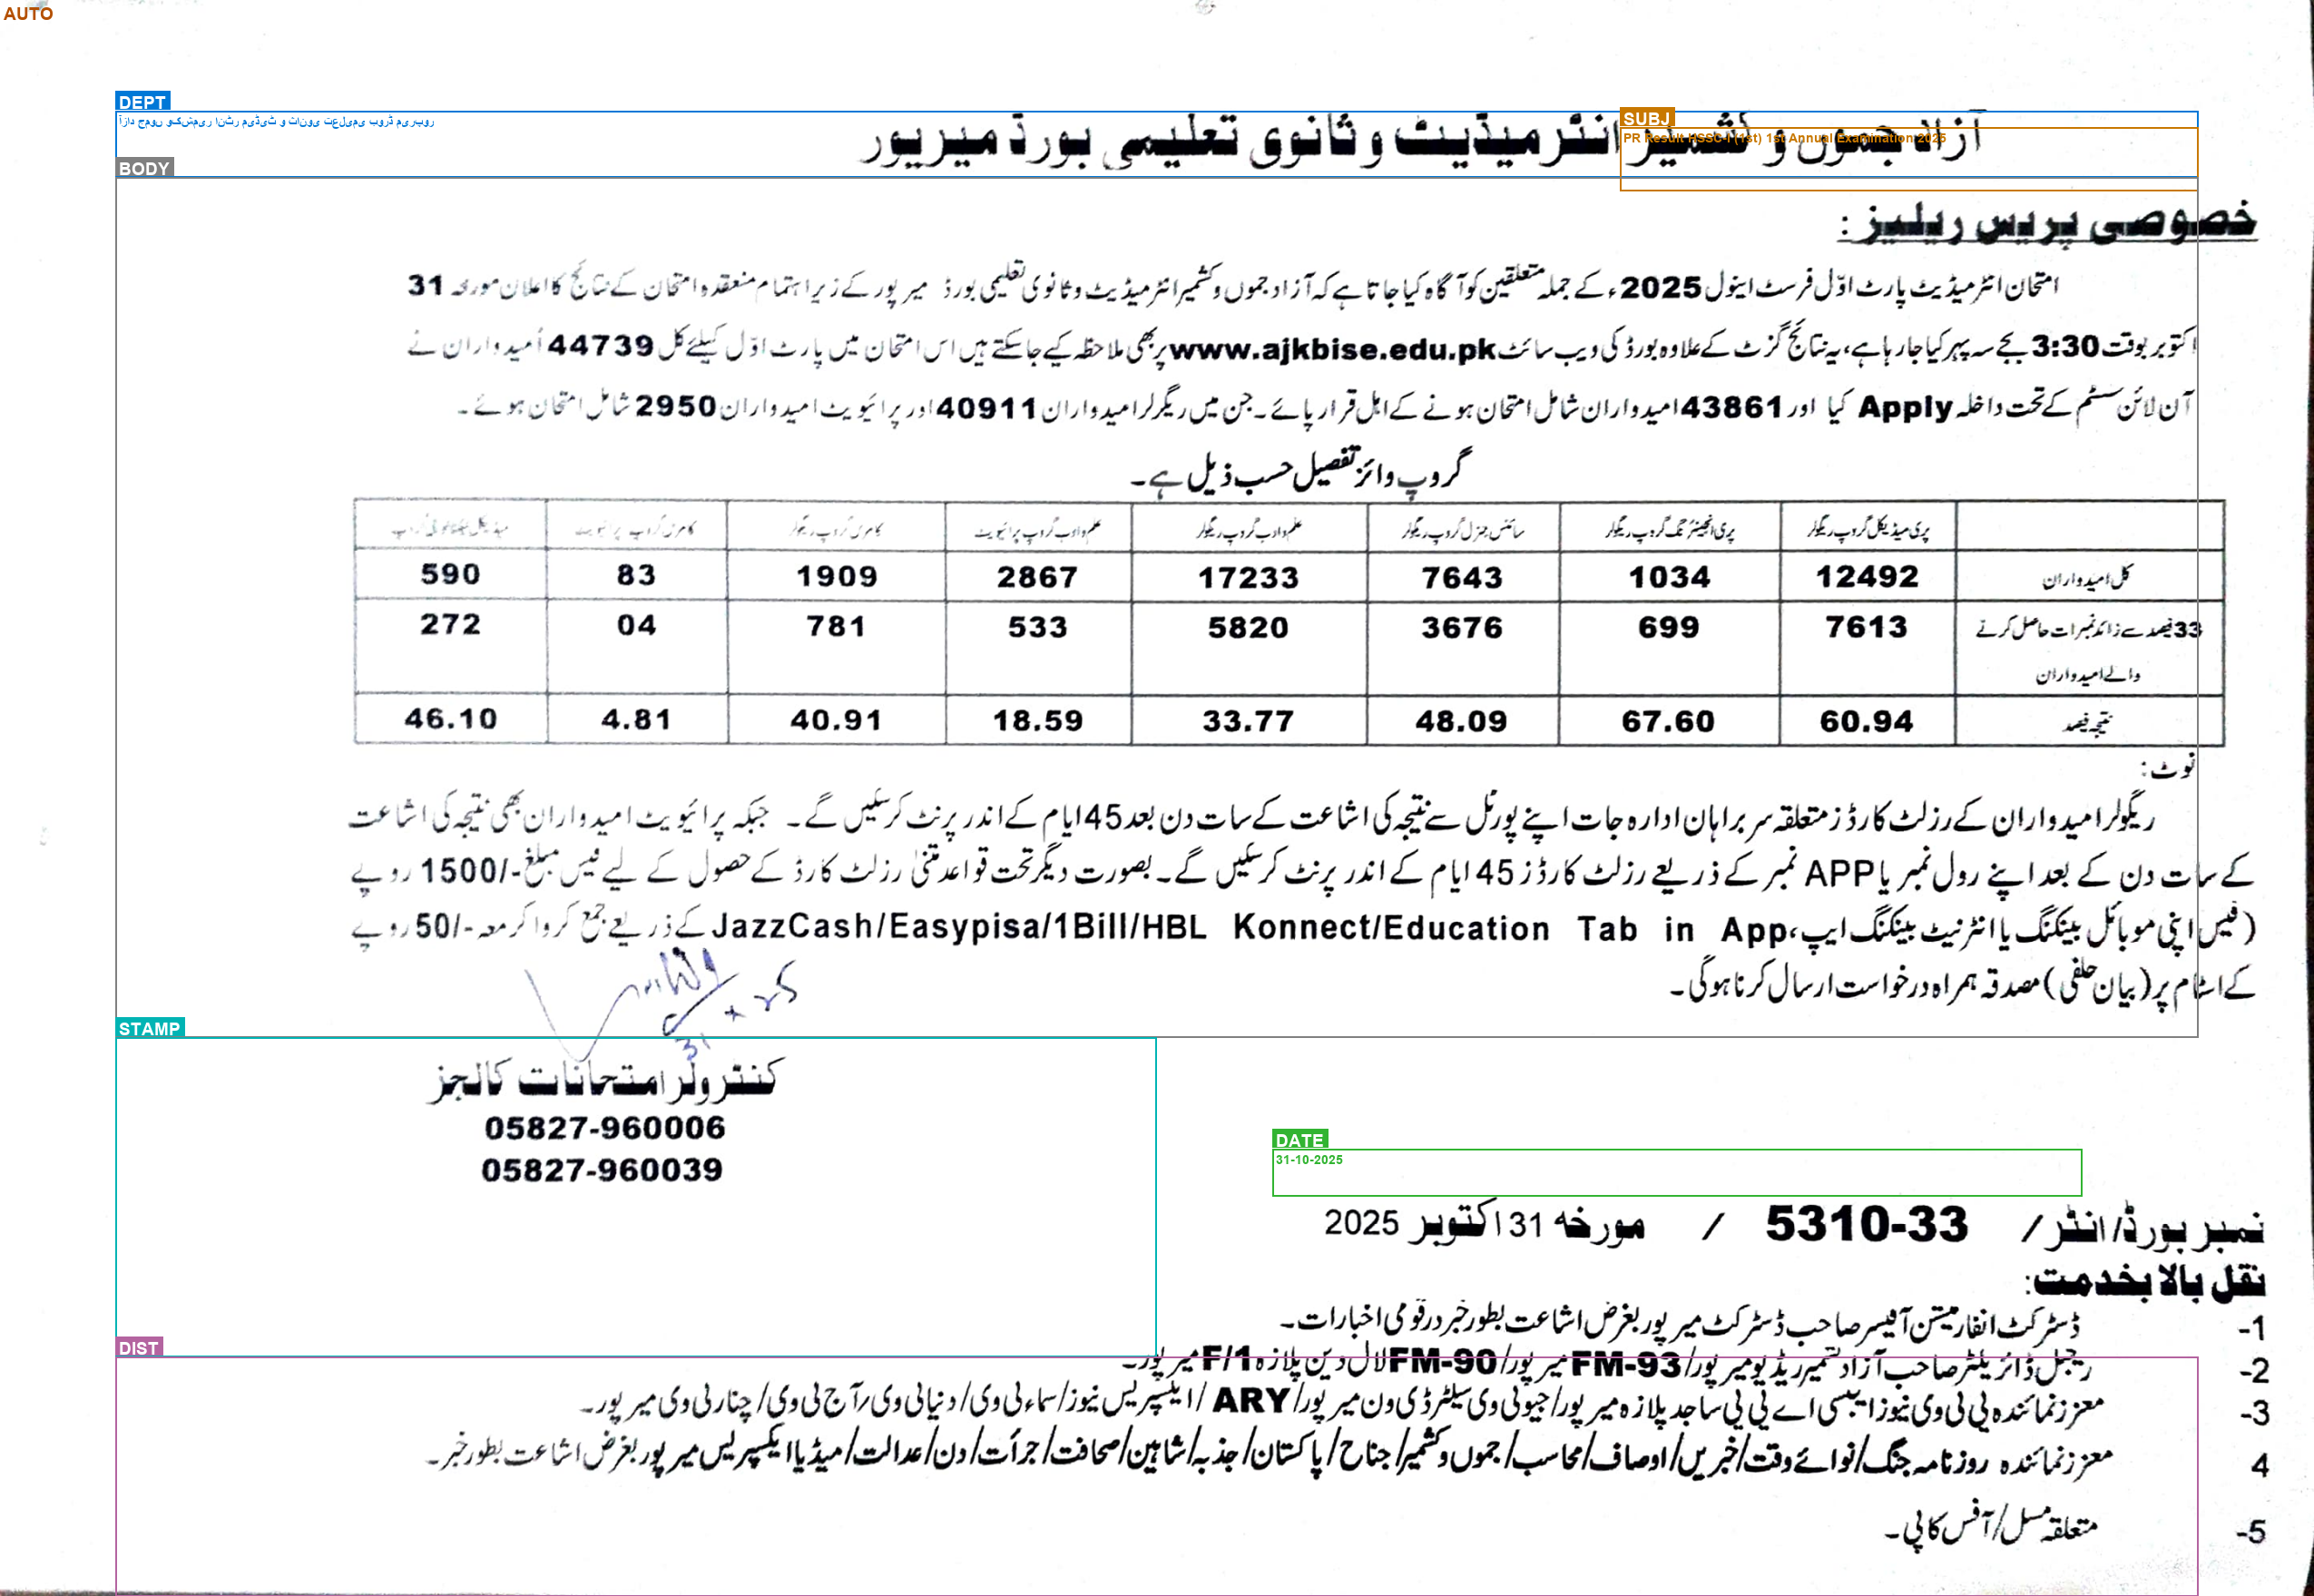 AUTO
DEPT
آزاد جموں وکشمیر انٹر میڈیٹ و ثانوی تعلیمی بورڈ میرپور
SUBJ
PR Result HSSC-I (1st) 1st Annual Examination 2025
آزاد جموں و کشمیر انٹرمیڈیٹ و ثانوی تعلیمی بورڈ میرپور
BODY
خصوصی پریس ریلیز:
امتحان انٹرمیڈیٹ پارٹ اوّل فرسٹ اینول 2025ء کے جملہ متعلقین کو آگاہ کیا جاتا ہے کہ آزاد جموں و کشمیر انٹرمیڈیٹ و ثانوی تعلیمی بورڈ میرپور کے زیر اہتمام منعقدہ امتحان کے نتائج کا اعلان مورخہ 31
اکتوبر بوقت 3:30 بجے سہ پہر کیا جا رہا ہے، یہ نتائج گزٹ کے علاوہ بورڈ کی ویب سائٹ www.ajkbise.edu.pk پر بھی ملاحظہ کیے جا سکتے ہیں اس امتحان میں پارٹ اوّل کیلئے کل 44739 اُمیدواران نے
آن لائن سسٹم کے تحت داخلہ Apply کیا اور 43861 امیدواران شامل امتحان ہونے کے اہل قرار پائے۔ جن میں ریگولر امیدواران 40911 اور پرائیویٹ امیدواران 2950 شامل امتحان ہوئے۔
گروپ وائز تفصیل حسب ذیل ہے۔
پری میڈیکل گروپ ریگولر پری انجینئرنگ گروپ ریگولر سائنس جنرل گروپ ریگولر علم و ادب گروپ ریگولر علم و ادب گروپ پرائیویٹ کامرس گروپ ریگولر کامرس گروپ پرائیویٹ میڈیکل ٹیکنالوجی گروپ
کل امیدواران 12492 1034 7643 17233 2867 1909 83 590
33 فیصد سے زائد نمبرات حاصل کرنے 7613 699 3676 5820 533 781 04 272
والے امیدواران
نتیجہ فیصد 60.94 67.60 48.09 33.77 18.59 40.91 4.81 46.10
نوٹ:
ریگولر امیدواران کے رزلٹ کارڈز متعلقہ سربراہان ادارہ جات اپنے پورٹل سے نتیجہ کی اشاعت کے سات دن بعد 45 ایام کے اندر پرنٹ کر سکیں گے۔ جبکہ پرائیویٹ امیدواران بھی نتیجہ کی اشاعت
کے سات دن کے بعد اپنے رول نمبر یا APP نمبر کے ذریعے رزلٹ کارڈز 45 ایام کے اندر پرنٹ کر سکیں گے۔ بصورت دیگر تحت قواعد مثنیٰ رزلٹ کارڈ کے حصول کے لیے فیس مبلغ -/1500 روپے
(فیس اپنی موبائل بینکنگ یا انٹرنیٹ بینکنگ ایپ، JazzCash/Easypisa/1Bill/HBL Konnect/Education Tab in App کے ذریعے جمع کروا کر معہ -/50 روپے
کے اسٹام پر (بیان حلفی) مصدقہ ہمراہ درخواست ارسال کرنا ہوگی۔
STAMP
کنٹرولر امتحانات کالجز
05827-960006
05827-960039
DATE
31-10-2025
نمبر بورڈ/انٹر/ 5310-33 / مورخہ 31 اکتوبر 2025
نقل بالا بخدمت:
1- ڈسٹرکٹ انفارمیشن آفیسر صاحب ڈسٹرکٹ میرپور بغرض اشاعت بطور خبر در قومی اخبارات۔
DIST
2- ریجنل ڈائریکٹر صاحب آزاد کشمیر ریڈیو میرپور/FM-93 میرپور/FM-90 لال دین پلازہ F/1 میرپور۔
3- معزز نمائندہ پی ٹی وی نیوز ایجنسی اے پی پی ساجد پلازہ میرپور/جیو ٹی وی سیکٹر ڈی ون میرپور/ARY/ایکسپریس نیوز/سماء ٹی وی/دنیا ٹی وی/آج ٹی وی/چنار ٹی وی میرپور۔
4 معزز نمائندہ روزنامہ جنگ/نوائے وقت/خبریں/اوصاف/محاسب/جموں و کشمیر/جناح/پاکستان/جذبہ/شاہین/صحافت/جرأت/دن/عدالت/میڈیا ایکسپریس میرپور بغرض اشاعت بطور خبر۔
5- متعلقہ مسل/آفس کاپی۔